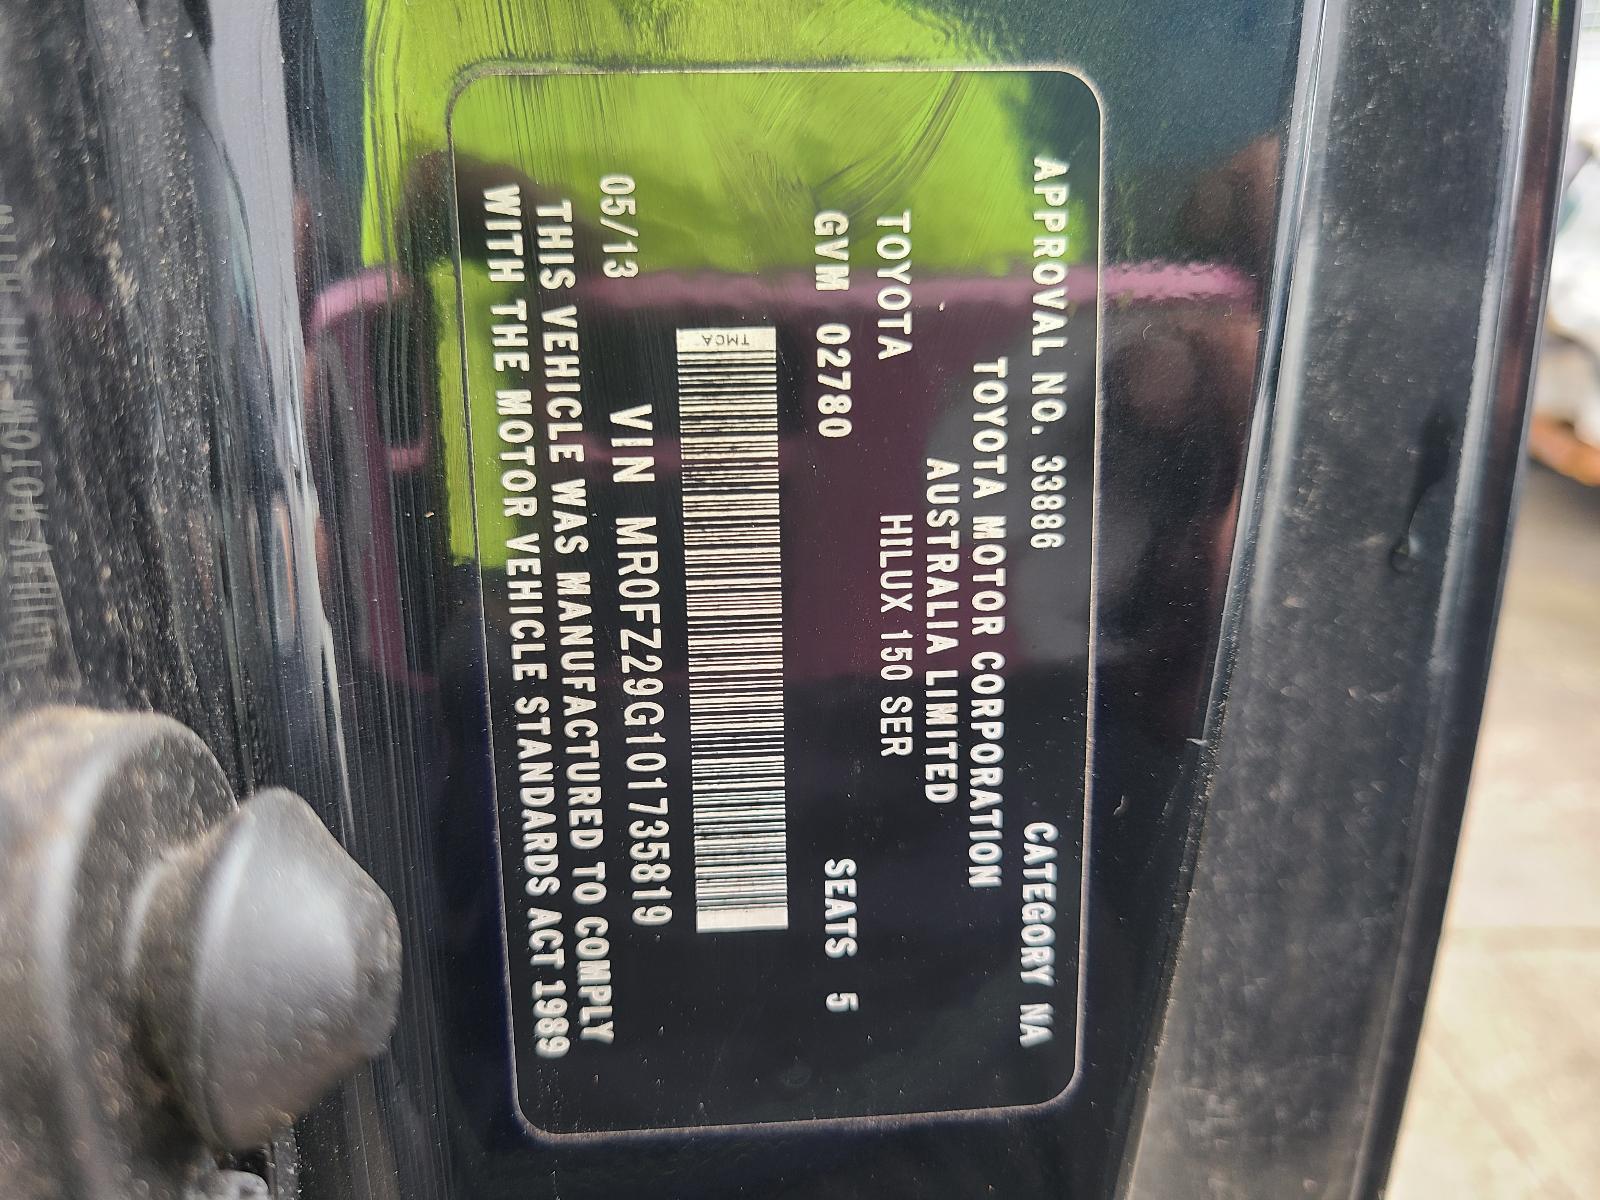 APPROVAL NO. 33886 CATEGORY NA
TOYOTA MOTOR CORPORATION
AUSTRALIA LIMITED
TOYOTA HILUX 150 SER
GVM 02780 SEATS 5
TMCA
VIN MR0FZ29G101735819
05/13
THIS VEHICLE WAS MANUFACTURED TO COMPLY
WITH THE MOTOR VEHICLE STANDARDS ACT 1989